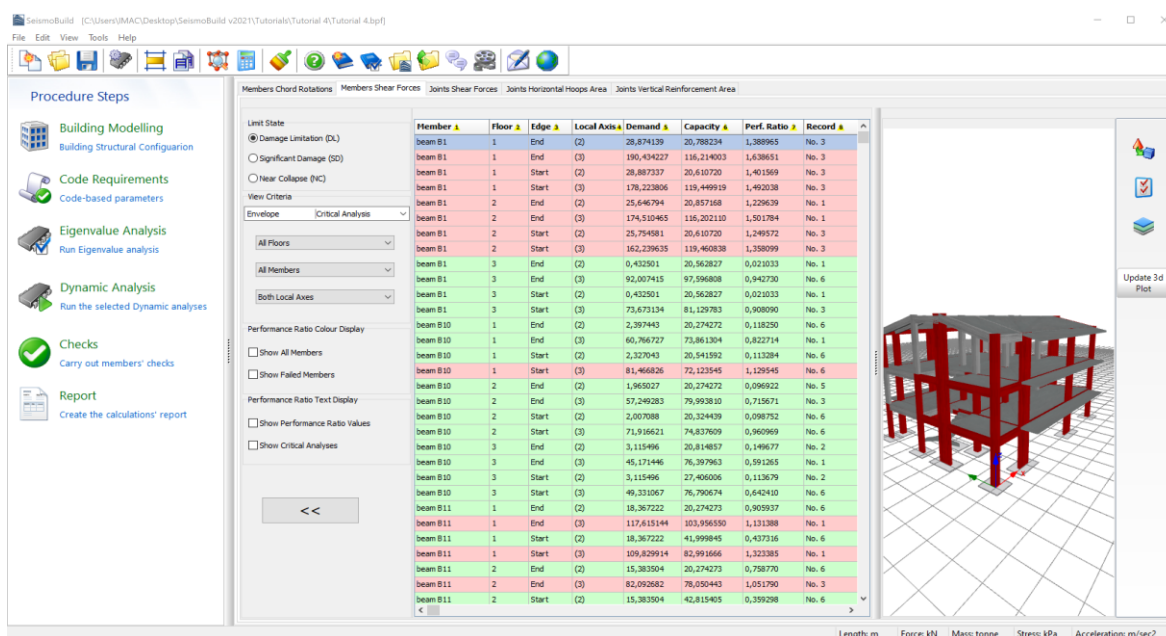 SeismoBuild [C:\Users\IMAC\Desktop\SeismoBuild v2021\Tutorials\Tutorial 4\Tutorial 4.bpf]
File Edit View Tools Help
Procedure Steps
Building Modelling
Building Structural Configuarion
Code Requirements
Code-based parameters
Eigenvalue Analysis
Run Eigenvalue analysis
Dynamic Analysis
Run the selected Dynamic analyses
Checks
Carry out members' checks
Report
Create the calculations' report
Members Chord Rotations Members Shear Forces Joints Shear Forces Joints Horizontal Hoops Area Joints Vertical Reinforcement Area
Limit State
Damage Limitation (DL)
Significant Damage (SD)
Near Collapse (NC)
View Criteria
Envelope Critical Analysis
All Floors
All Members
Both Local Axes
Performance Ratio Colour Display
Show All Members
Show Failed Members
Performance Ratio Text Display
Show Performance Ratio Values
Show Critical Analyses
<<
Member 1 Floor 2 Edge 3 Local Axis 4 Demand 5 Capacity 6 Perf. Ratio 7 Record 8
beam B1 1 End (2) 28,874139 20,788234 1,388965 No. 3
beam B1 1 End (3) 190,434227 116,214003 1,638651 No. 3
beam B1 1 Start (2) 28,887337 20,610720 1,401569 No. 3
beam B1 1 Start (3) 178,223806 119,449919 1,492038 No. 3
beam B1 2 End (2) 25,646794 20,857168 1,229639 No. 1
beam B1 2 End (3) 174,510465 116,202110 1,501784 No. 1
beam B1 2 Start (2) 25,754581 20,610720 1,249572 No. 3
beam B1 2 Start (3) 162,239635 119,460838 1,358099 No. 3
beam B1 3 End (2) 0,432501 20,562827 0,021033 No. 1
beam B1 3 End (3) 92,007415 97,596808 0,942730 No. 6
beam B1 3 Start (2) 0,432501 20,562827 0,021033 No. 1
beam B1 3 Start (3) 73,673134 81,129783 0,908090 No. 3
beam B10 1 End (2) 2,397443 20,274272 0,118250 No. 6
beam B10 1 End (3) 60,766727 73,861304 0,822714 No. 1
beam B10 1 Start (2) 2,327043 20,541592 0,113284 No. 6
beam B10 1 Start (3) 81,466826 72,123545 1,129545 No. 6
beam B10 2 End (2) 1,965027 20,274272 0,096922 No. 5
beam B10 2 End (3) 57,249283 79,993810 0,715671 No. 3
beam B10 2 Start (2) 2,007088 20,324439 0,098752 No. 6
beam B10 2 Start (3) 71,916621 74,837609 0,960969 No. 6
beam B10 3 End (2) 3,115496 20,814857 0,149677 No. 2
beam B10 3 End (3) 45,171446 76,397963 0,591265 No. 1
beam B10 3 Start (2) 3,115496 27,406006 0,113679 No. 2
beam B10 3 Start (3) 49,331067 76,790674 0,642410 No. 6
beam B11 1 End (2) 18,367222 20,274273 0,905937 No. 6
beam B11 1 End (3) 117,615144 103,956550 1,131388 No. 1
beam B11 1 Start (2) 18,367222 41,999845 0,437316 No. 6
beam B11 1 Start (3) 109,829914 82,991666 1,323385 No. 1
beam B11 2 End (2) 15,383504 20,274273 0,758770 No. 6
beam B11 2 End (3) 82,092682 78,050443 1,051790 No. 3
beam B11 2 Start (2) 15,383504 42,815405 0,359298 No. 6
Update 3d
Plot
Length: m Force: kN Mass: tonne Stress: kPa Acceleration: m/sec2